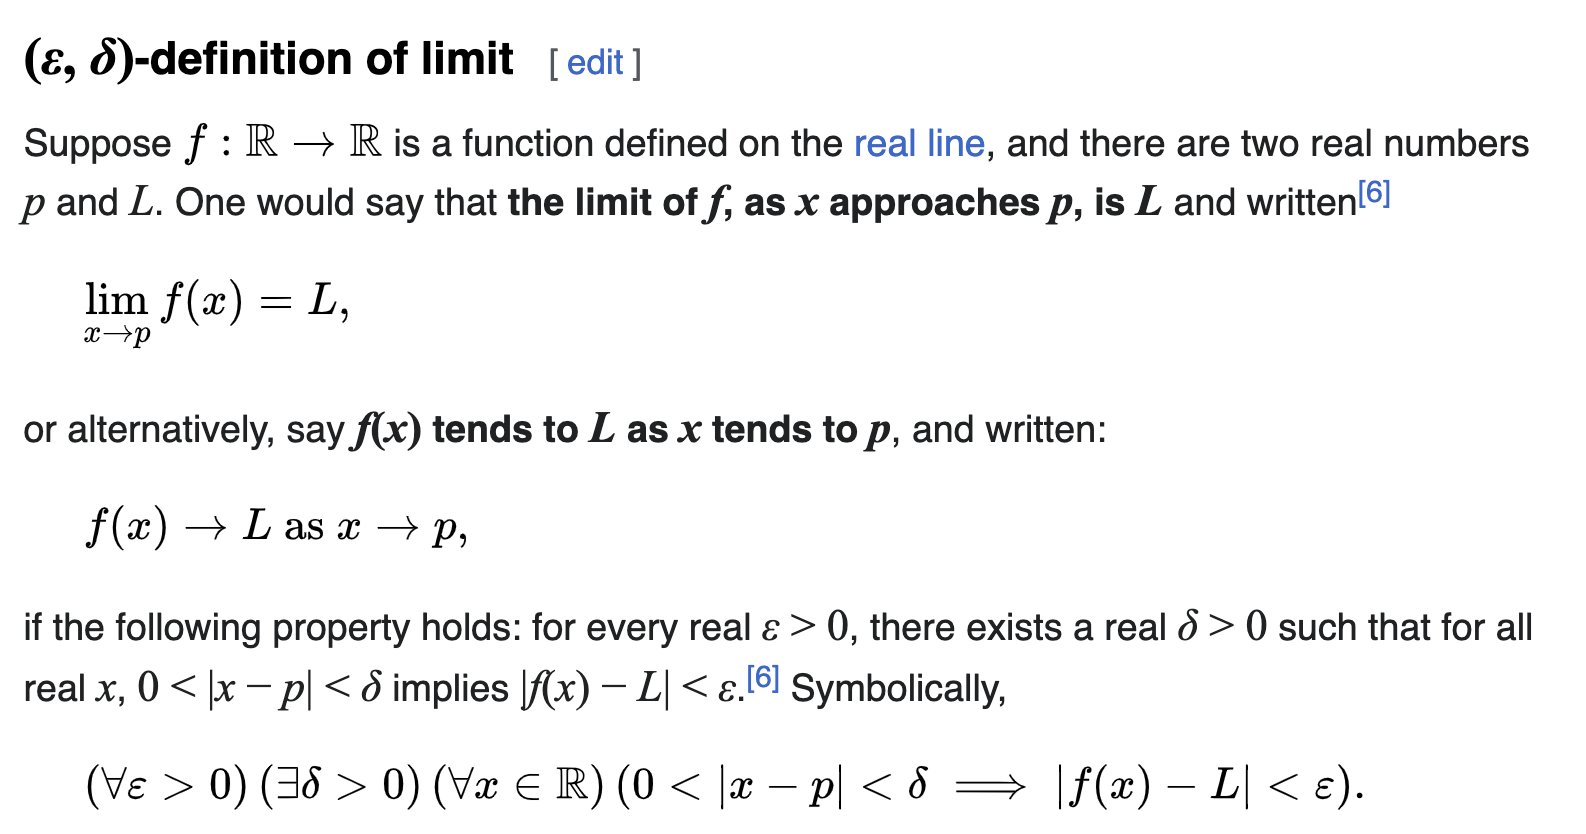 (ε, δ)-definition of limit [ edit ]
Suppose f : ℝ → ℝ is a function defined on the real line, and there are two real numbers
p and L. One would say that the limit of f, as x approaches p, is L and written[6]
lim f(x) = L,
x→p
or alternatively, say f(x) tends to L as x tends to p, and written:
f(x) → L as x → p,
if the following property holds: for every real ε > 0, there exists a real δ > 0 such that for all
real x, 0 < |x − p| < δ implies |f(x) − L| < ε.[6] Symbolically,
(∀ε > 0) (∃δ > 0) (∀x ∈ ℝ) (0 < |x − p| < δ ⟹ |f(x) − L| < ε).